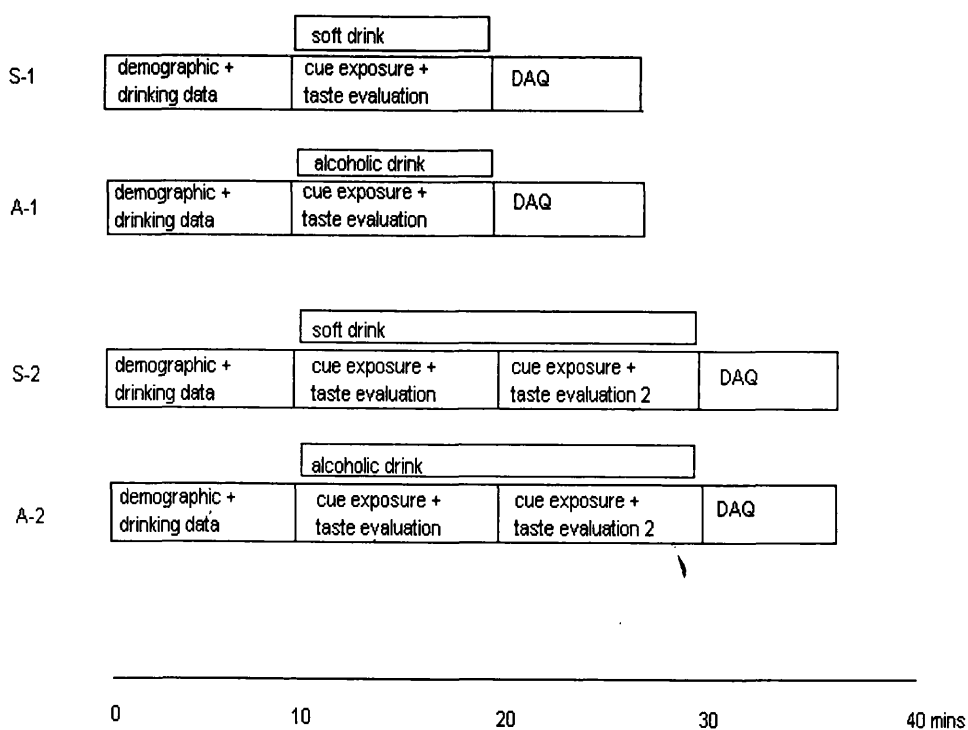 soft drink
S-1
demographic +
drinking data
cue exposure +
taste evaluation
DAQ
alcoholic drink
A-1
demographic +
drinking data
cue exposure +
taste evaluation
DAQ
soft drink
S-2
demographic +
drinking data
cue exposure +
taste evaluation
cue exposure +
taste evaluation 2
DAQ
alcoholic drink
A-2
demographic +
drinking data
cue exposure +
taste evaluation
cue exposure +
taste evaluation 2
DAQ
0 10 20 30 40 mins